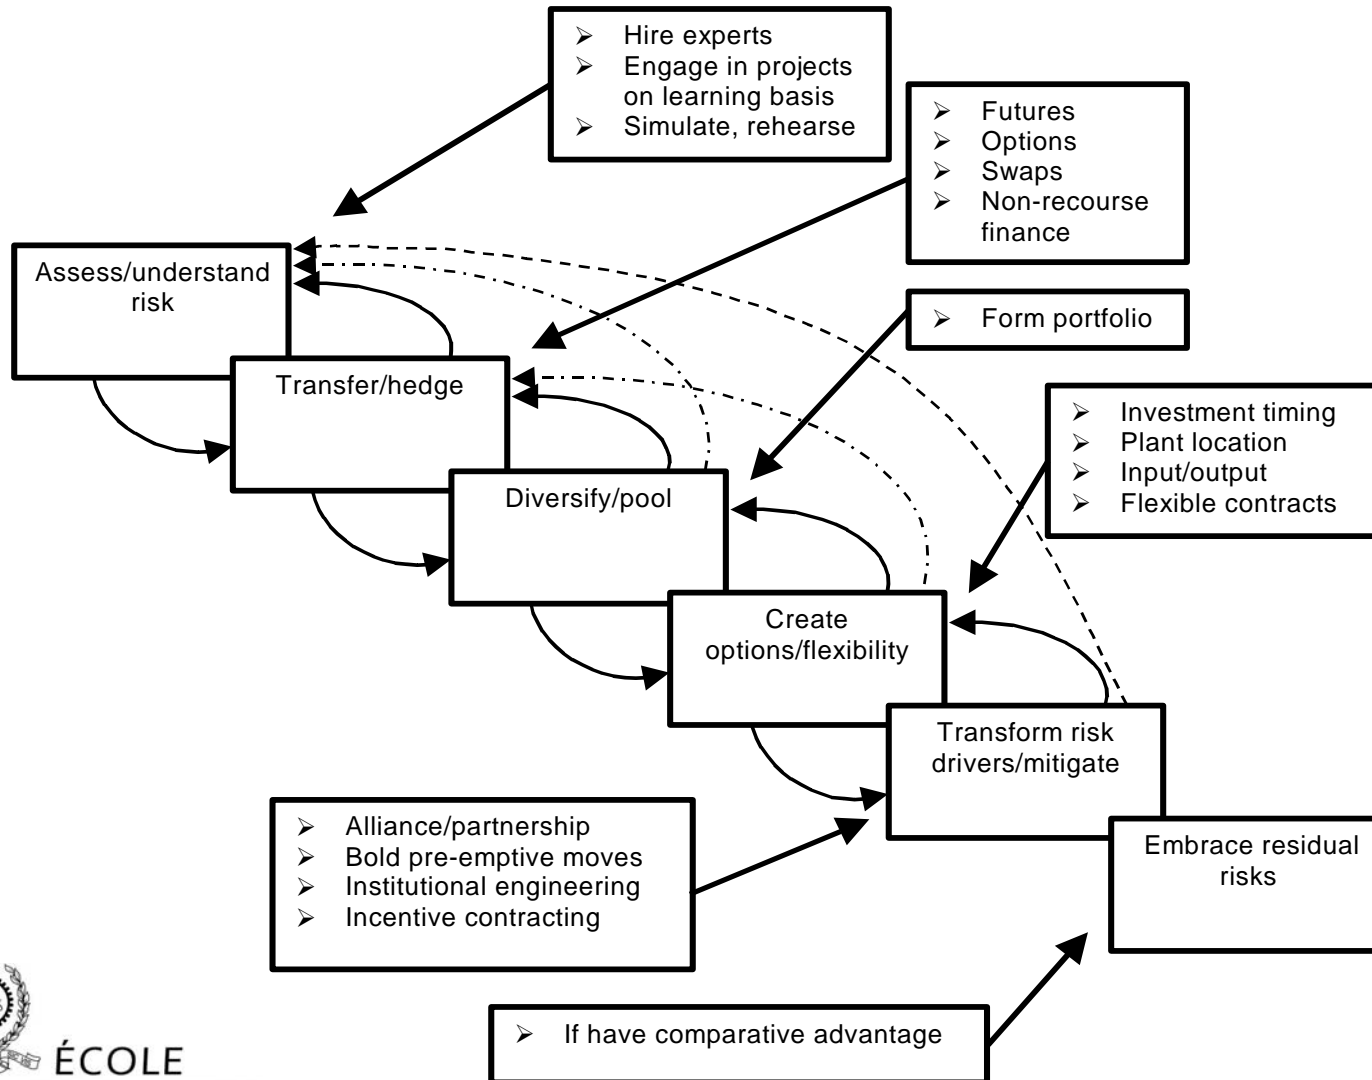 ➢ Hire experts
➢ Engage in projects
on learning basis
➢ Simulate, rehearse
➢ Futures
➢ Options
➢ Swaps
➢ Non-recourse
finance
Assess/understand
risk
➢ Form portfolio
Transfer/hedge
➢ Investment timing
➢ Plant location
➢ Input/output
➢ Flexible contracts
Diversify/pool
Create
options/flexibility
Transform risk
drivers/mitigate
➢ Alliance/partnership
➢ Bold pre-emptive moves
➢ Institutional engineering
➢ Incentive contracting
Embrace residual
risks
➢ If have comparative advantage
ÉCOLE